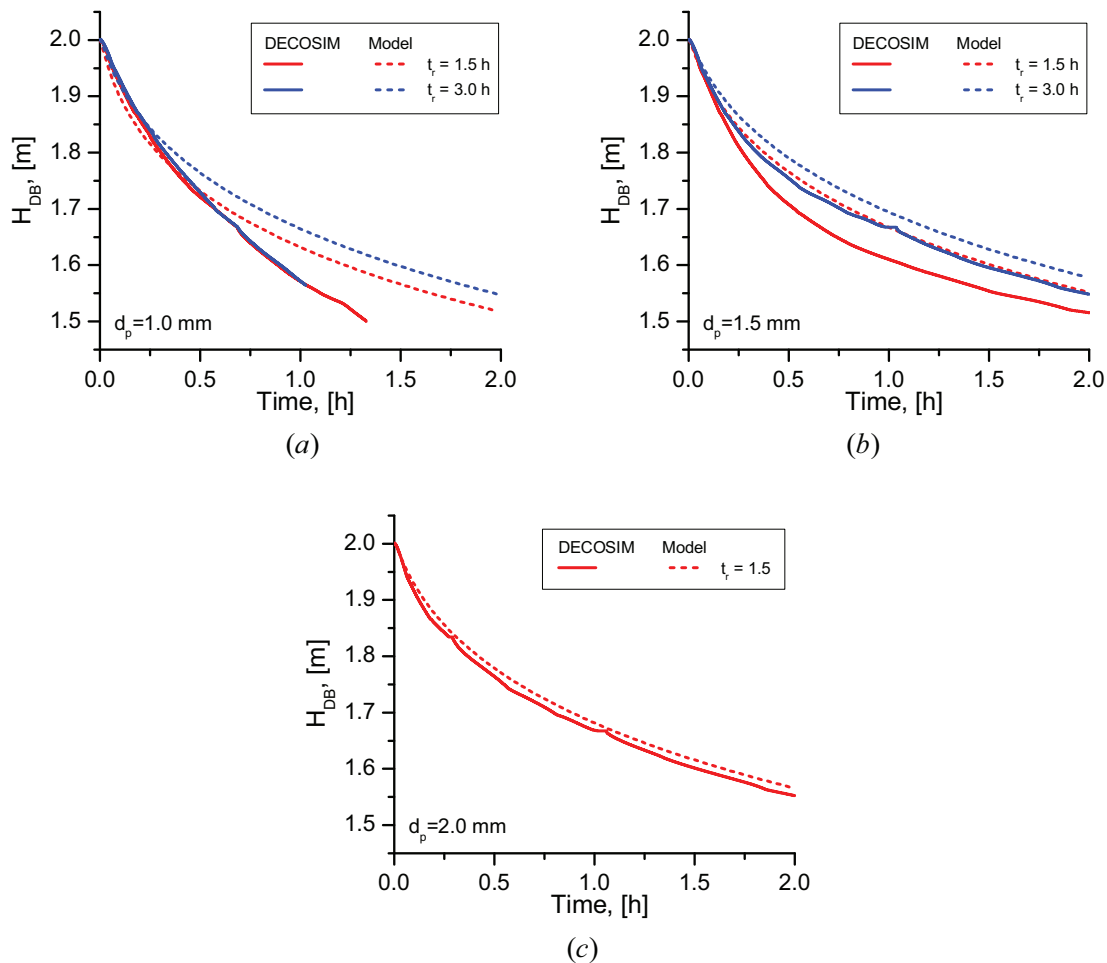 DECOSIM Model
t_r = 1.5 h
t_r = 3.0 h
H_DB, [m]
2.0
1.9
1.8
1.7
1.6
1.5
d_p=1.0 mm
0.0 0.5 1.0 1.5 2.0
Time, [h]
(a)
DECOSIM Model
t_r = 1.5 h
t_r = 3.0 h
H_DB, [m]
2.0
1.9
1.8
1.7
1.6
1.5
d_p=1.5 mm
0.0 0.5 1.0 1.5 2.0
Time, [h]
(b)
DECOSIM Model
t_r = 1.5
H_DB, [m]
2.0
1.9
1.8
1.7
1.6
1.5
d_p=2.0 mm
0.0 0.5 1.0 1.5 2.0
Time, [h]
(c)